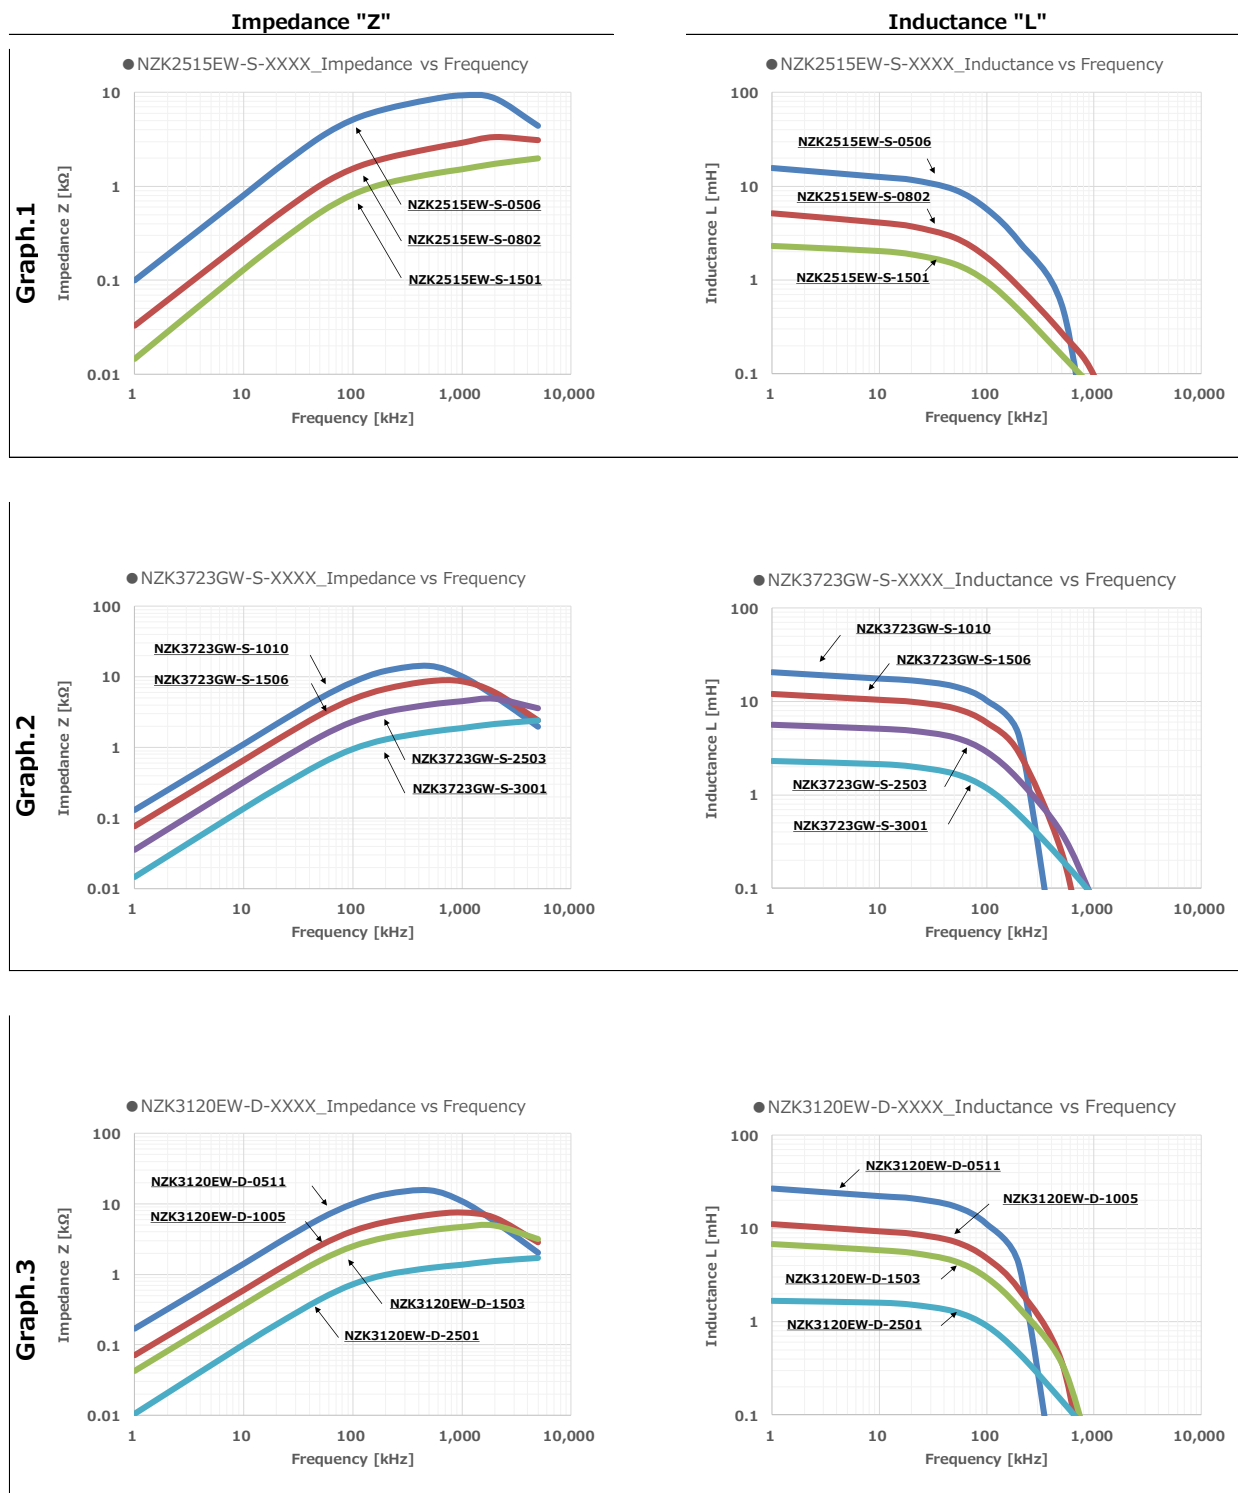 Impedance "Z"
Inductance "L"
Graph.1
●NZK2515EW-S-XXXX_Impedance vs Frequency
Impedance Z [kΩ]
10
1
0.1
0.01
NZK2515EW-S-0506
NZK2515EW-S-0802
NZK2515EW-S-1501
1 10 100 1,000 10,000
Frequency [kHz]
●NZK2515EW-S-XXXX_Inductance vs Frequency
Inductance L [mH]
100
10
1
0.1
NZK2515EW-S-0506
NZK2515EW-S-0802
NZK2515EW-S-1501
1 10 100 1,000 10,000
Frequency [kHz]
Graph.2
●NZK3723GW-S-XXXX_Impedance vs Frequency
Impedance Z [kΩ]
100
10
1
0.1
0.01
NZK3723GW-S-1010
NZK3723GW-S-1506
NZK3723GW-S-2503
NZK3723GW-S-3001
1 10 100 1,000 10,000
Frequency [kHz]
●NZK3723GW-S-XXXX_Inductance vs Frequency
Inductance L [mH]
100
10
1
0.1
NZK3723GW-S-1010
NZK3723GW-S-1506
NZK3723GW-S-2503
NZK3723GW-S-3001
1 10 100 1,000 10,000
Frequency [kHz]
Graph.3
●NZK3120EW-D-XXXX_Impedance vs Frequency
Impedance Z [kΩ]
100
10
1
0.1
0.01
NZK3120EW-D-0511
NZK3120EW-D-1005
NZK3120EW-D-1503
NZK3120EW-D-2501
1 10 100 1,000 10,000
Frequency [kHz]
●NZK3120EW-D-XXXX_Inductance vs Frequency
Inductance L [mH]
100
10
1
0.1
NZK3120EW-D-0511
NZK3120EW-D-1005
NZK3120EW-D-1503
NZK3120EW-D-2501
1 10 100 1,000 10,000
Frequency [kHz]